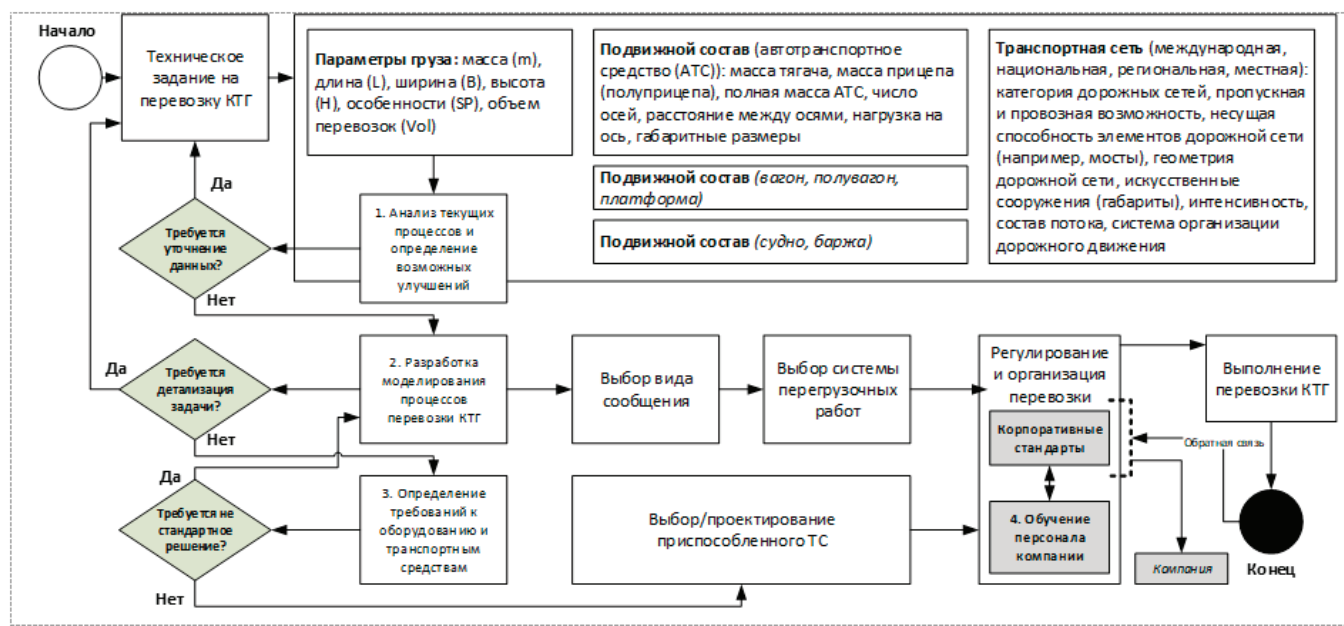 Начало
Техническое
задание на
перевозку КТГ
Параметры груза: масса (m),
длина (L), ширина (B), высота
(H), особенности (SP), объем
перевозок (Vol)
Подвижной состав (автотранспортное
средство (АТС)): масса тягача, масса прицепа
(полуприцепа), полная масса АТС, число
осей, расстояние между осями, нагрузка на
ось, габаритные размеры
Подвижной состав (вагон, полувагон,
платформа)
Подвижной состав (судно, баржа)
Транспортная сеть (международная,
национальная, региональная, местная):
категория дорожных сетей, пропускная
и провозная возможность, несущая
способность элементов дорожной сети
(например, мосты), геометрия
дорожной сети, искусственные
сооружения (габариты), интенсивность,
состав потока, система организации
дорожного движения
Да
Требуется
уточнение
данных?
Нет
1. Анализ текущих
процессов и
определение
возможных
улучшений
Да
Требуется
детализация
задачи?
Нет
2. Разработка
моделирования
процессов
перевозки КТГ
Выбор вида
сообщения
Выбор системы
перегрузочных
работ
Регулирование
и организация
перевозки
Корпоративные
стандарты
4. Обучение
персонала
компании
Выполнение
перевозки КТГ
Обратная связь
Да
Требуется не
стандартное
решение?
Нет
3. Определение
требований к
оборудованию и
транспортным
средствам
Выбор/проектирование
приспособленного ТС
Компания
Конец